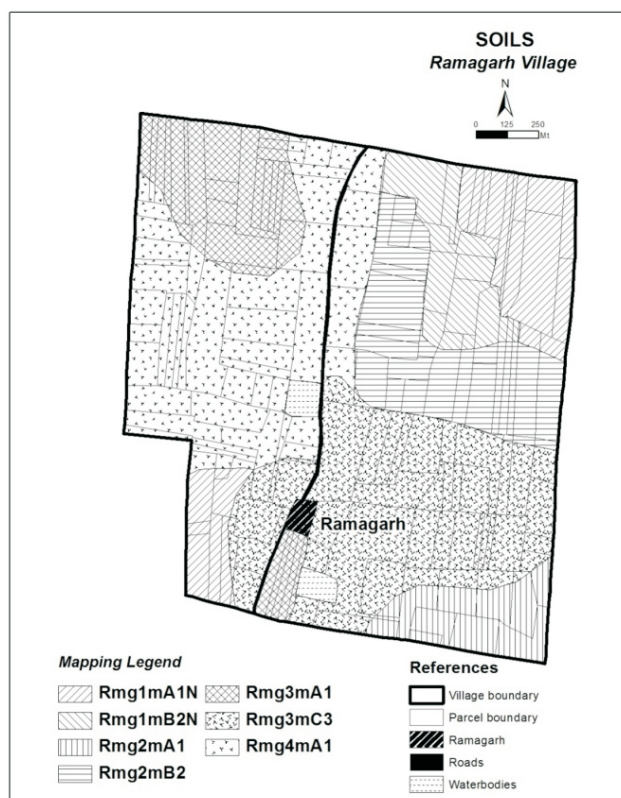 SOILS
Ramagarh Village
N
0 125 250
Mt
Ramagarh
Mapping Legend
Rmg1mA1N
Rmg1mB2N
Rmg2mA1
Rmg2mB2
Rmg3mA1
Rmg3mC3
Rmg4mA1
References
Village boundary
Parcel boundary
Ramagarh
Roads
Waterbodies